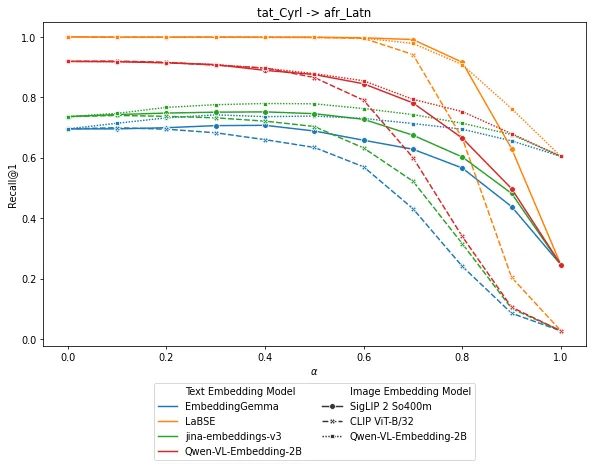 tat_Cyrl -> afr_Latn
Recall@1
1.0
0.8
0.6
0.4
0.2
0.0
0.0 0.2 0.4 0.6 0.8 1.0
α
Text Embedding Model Image Embedding Model
EmbeddingGemma SigLIP 2 So400m
LaBSE CLIP ViT-B/32
jina-embeddings-v3 Qwen-VL-Embedding-2B
Qwen-VL-Embedding-2B